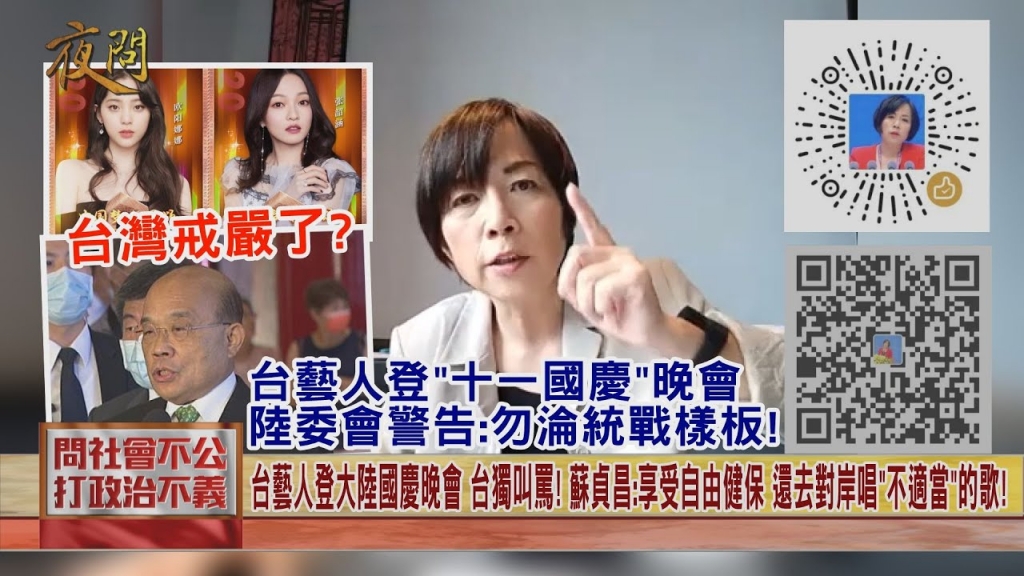 夜問
欧陽娜娜
張韶涵
台灣戒嚴了?
台藝人登"十一國慶"晚會
陸委會警告:勿淪統戰樣板!
問社會不公
打政治不義
台藝人登大陸國慶晚會 台獨叫罵! 蘇貞昌:享受自由健保 還去對岸唱"不適當"的歌!